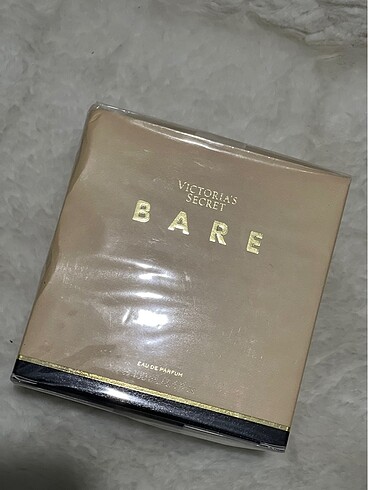 VICTORIA'S
SECRET
BARE
EAU DE PARFUM